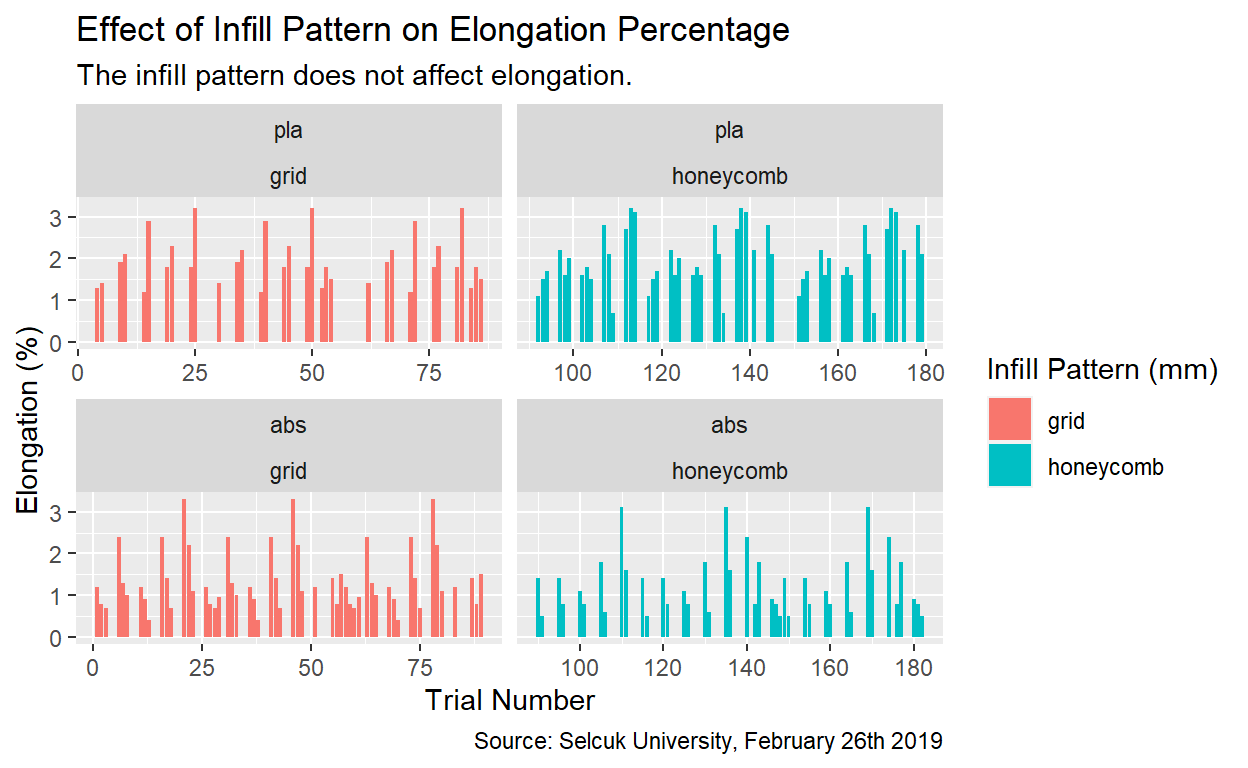 Effect of Infill Pattern on Elongation Percentage
The infill pattern does not affect elongation.
pla
grid
pla
honeycomb
3
2
1
0
0 25 50 75
100 120 140 160 180
abs
grid
abs
honeycomb
3
2
1
0
0 25 50 75
100 120 140 160 180
Elongation (%)
Trial Number
Infill Pattern (mm)
grid
honeycomb
Source: Selcuk University, February 26th 2019